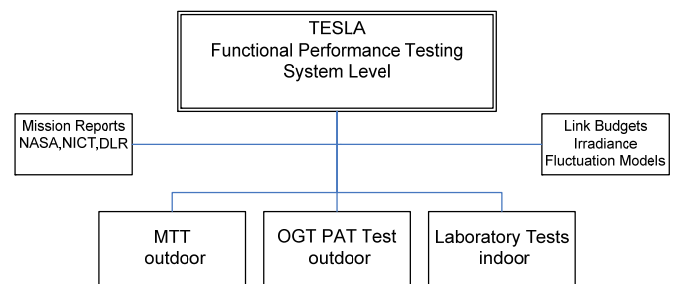 TESLA
Functional Performance Testing
System Level
Mission Reports
NASA,NICT,DLR
Link Budgets
Irradiance
Fluctuation Models
MTT
outdoor
OGT PAT Test
outdoor
Laboratory Tests
indoor